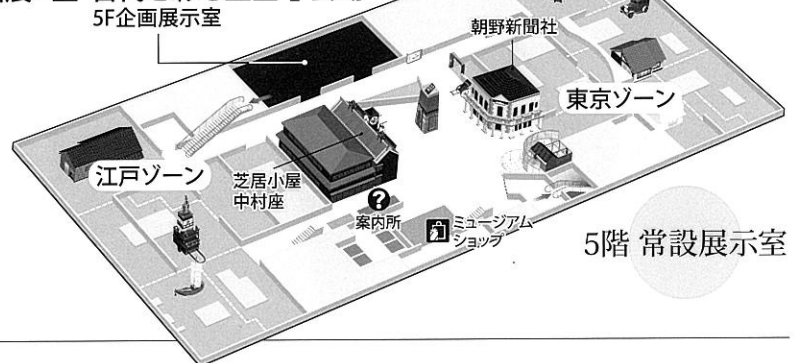 5F企画展示室
朝野新聞社
東京ゾーン
江戸ゾーン
芝居小屋
中村座
?
案内所
ミュージアム
ショップ
5階 常設展示室